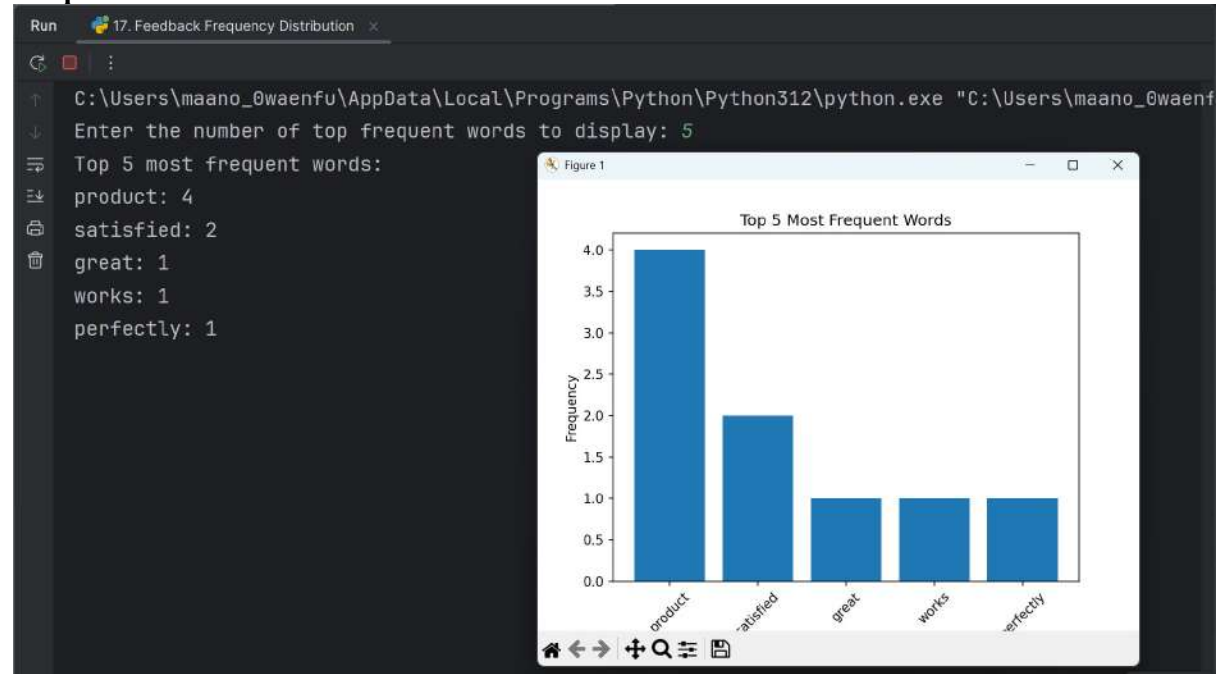 Run 17. Feedback Frequency Distribution
C:\Users\maano_0waenfu\AppData\Local\Programs\Python\Python312\python.exe "C:\Users\maano_0waenf
Enter the number of top frequent words to display: 5
Top 5 most frequent words:
product: 4
satisfied: 2
great: 1
works: 1
perfectly: 1
Figure 1
Top 5 Most Frequent Words
Frequency
4.0
3.5
3.0
2.5
2.0
1.5
1.0
0.5
0.0
product
atisfied
great
works
erfectly